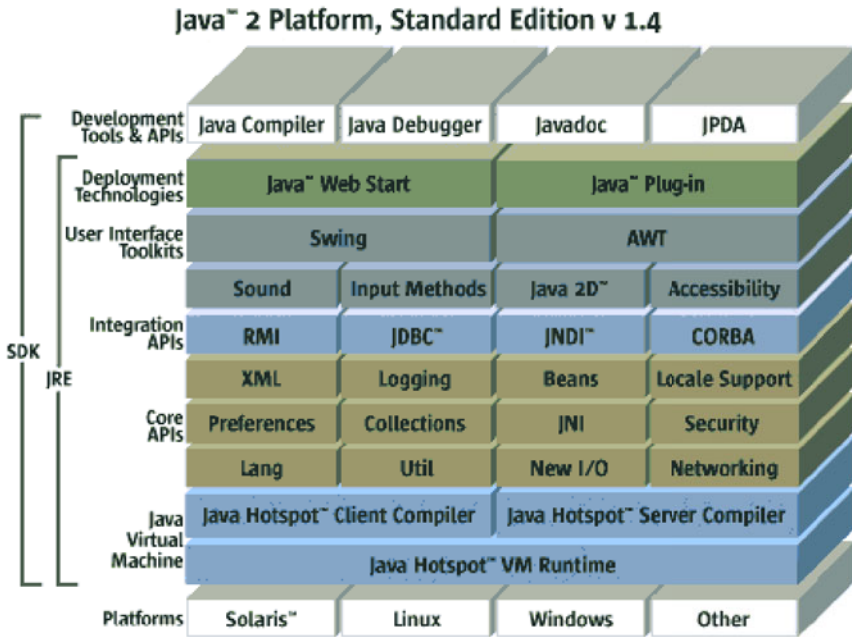 Java™ 2 Platform, Standard Edition v 1.4
Development
Tools & APIs
Java Compiler
Java Debugger
Javadoc
JPDA
Deployment
Technologies
Java™ Web Start
Java™ Plug-in
User Interface
Toolkits
Swing
AWT
Sound
Input Methods
Java 2D™
Accessibility
Integration
APIs
RMI
JDBC™
JNDI™
CORBA
SDK
JRE
XML
Logging
Beans
Locale Support
Core
APIs
Preferences
Collections
JNI
Security
Lang
Util
New I/O
Networking
Java
Virtual
Machine
Java Hotspot™ Client Compiler
Java Hotspot™ Server Compiler
Java Hotspot™ VM Runtime
Platforms
Solaris™
Linux
Windows
Other